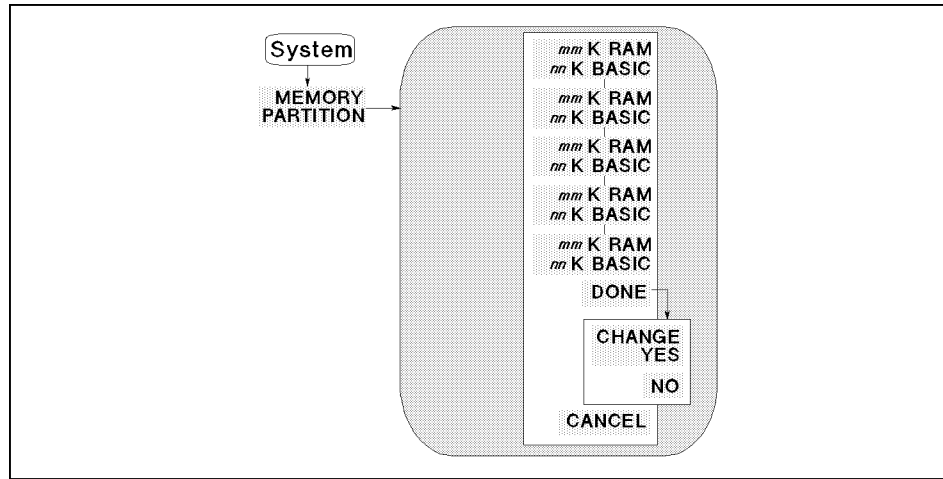 System
MEMORY
PARTITION
mm K RAM
nn K BASIC
mm K RAM
nn K BASIC
mm K RAM
nn K BASIC
mm K RAM
nn K BASIC
mm K RAM
nn K BASIC
DONE
CHANGE
YES
NO
CANCEL